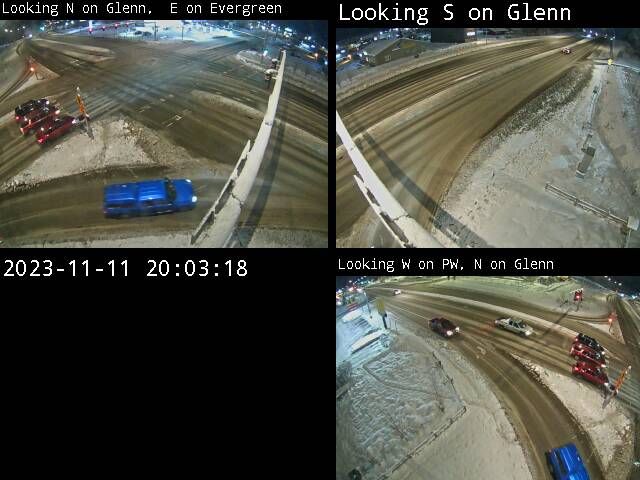 Looking N on Glenn,  E on Evergreen
Looking S on Glenn
2023-11-11 20:03:18
Looking W on PW, N on Glenn